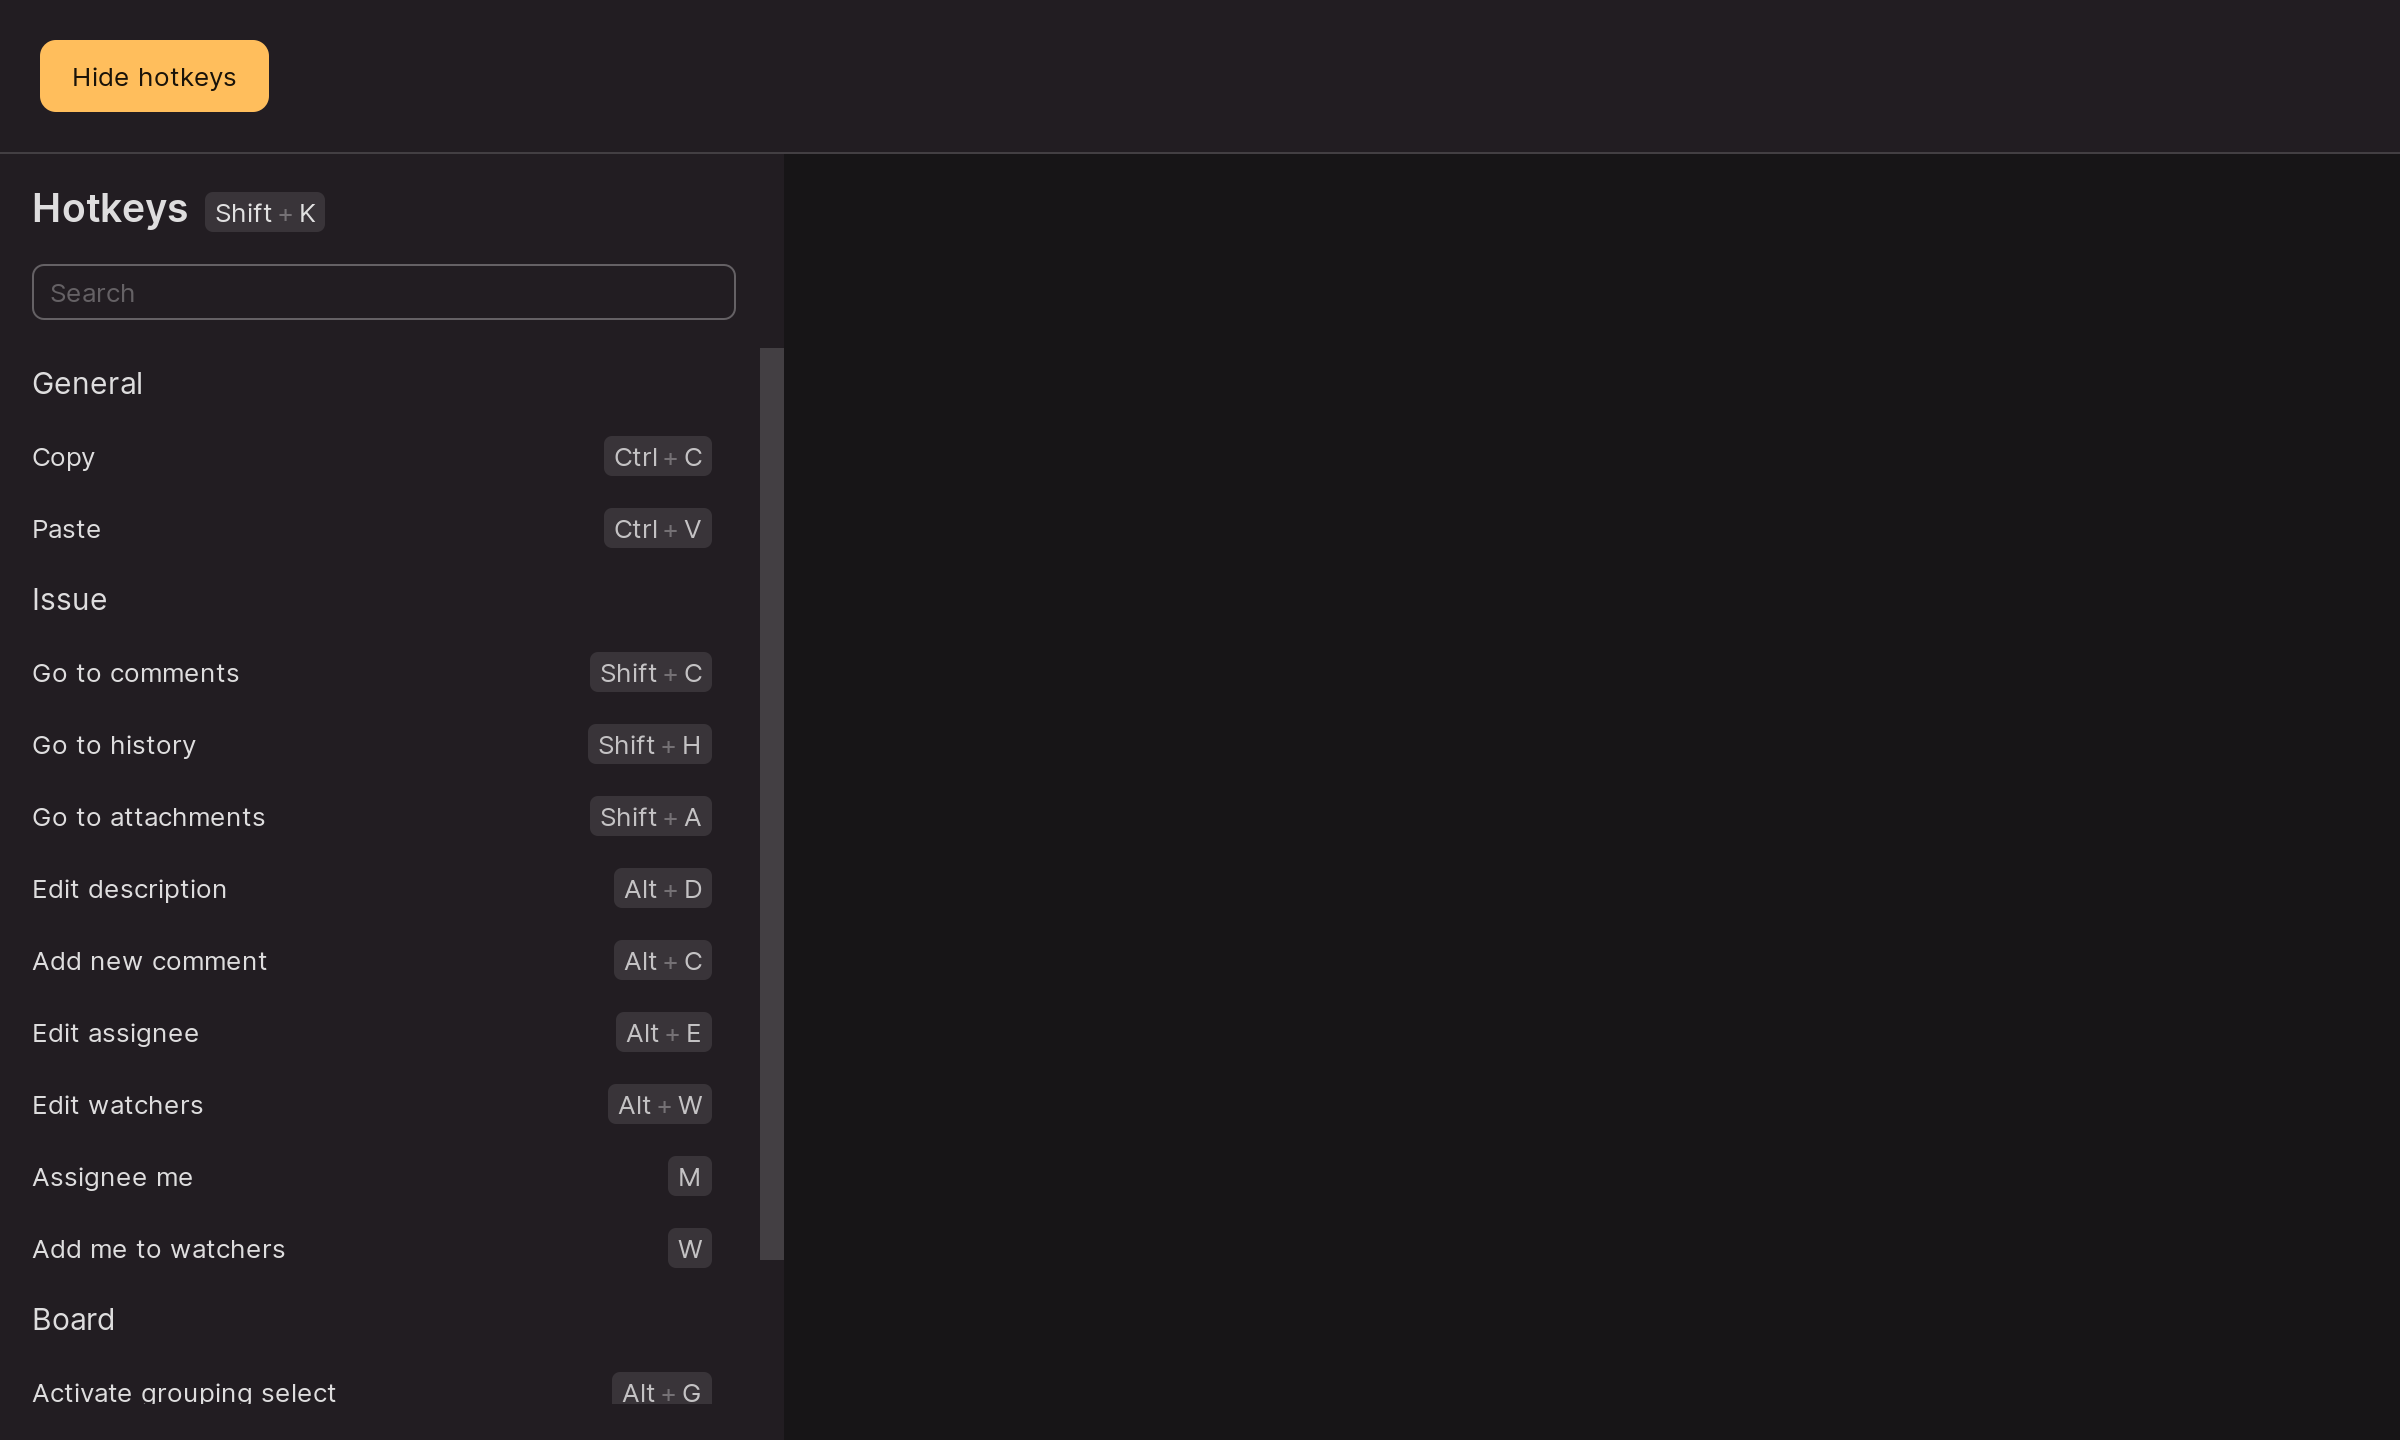 Hide hotkeys
Hotkeys Shift + K
Search
General
Copy Ctrl + C
Paste Ctrl + V
Issue
Go to comments Shift + C
Go to history Shift + H
Go to attachments Shift + A
Edit description Alt + D
Add new comment Alt + C
Edit assignee Alt + E
Edit watchers Alt + W
Assignee me M
Add me to watchers W
Board
Activate grouping select Alt + G